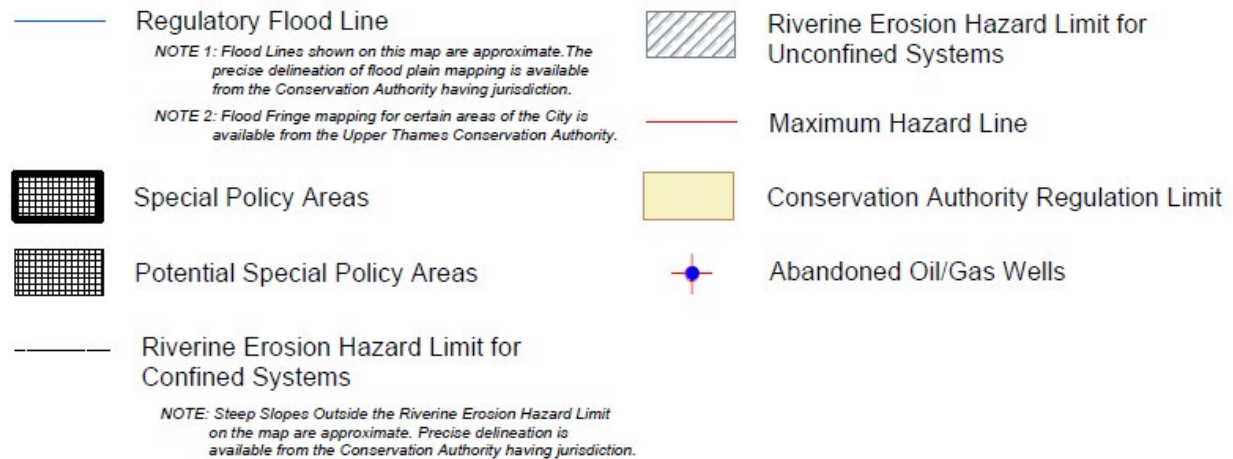 Regulatory Flood Line
NOTE 1: Flood Lines shown on this map are approximate.The
precise delineation of flood plain mapping is available
from the Conservation Authority having jurisdiction.
NOTE 2: Flood Fringe mapping for certain areas of the City is
available from the Upper Thames Conservation Authority.
Special Policy Areas
Potential Special Policy Areas
Riverine Erosion Hazard Limit for
Confined Systems
NOTE: Steep Slopes Outside the Riverine Erosion Hazard Limit
on the map are approximate. Precise delineation is
available from the Conservation Authority having jurisdiction.
Riverine Erosion Hazard Limit for
Unconfined Systems
Maximum Hazard Line
Conservation Authority Regulation Limit
Abandoned Oil/Gas Wells